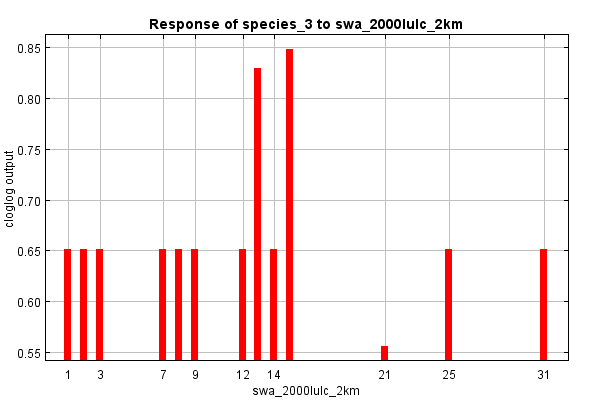 Response of species_3 to swa_2000lulc_2km
cloglog output
0.85
0.80
0.75
0.70
0.65
0.60
0.55
1 3 7 9 12 14 21 25 31
swa_2000lulc_2km